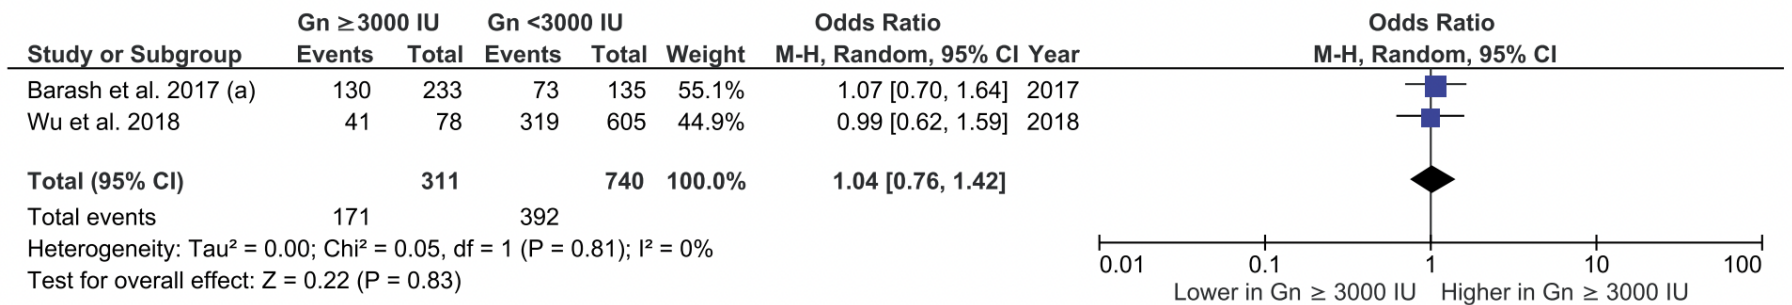 Gn ≥3000 IU Gn <3000 IU Odds Ratio Odds Ratio
Study or Subgroup Events Total Events Total Weight M-H, Random, 95% CI Year M-H, Random, 95% CI
Barash et al. 2017 (a) 130 233 73 135 55.1% 1.07 [0.70, 1.64] 2017
Wu et al. 2018 41 78 319 605 44.9% 0.99 [0.62, 1.59] 2018
Total (95% CI) 311 740 100.0% 1.04 [0.76, 1.42]
Total events 171 392
Heterogeneity: Tau² = 0.00; Chi² = 0.05, df = 1 (P = 0.81); I² = 0%
Test for overall effect: Z = 0.22 (P = 0.83)
0.01 0.1 1 10 100
Lower in Gn ≥ 3000 IU Higher in Gn ≥ 3000 IU